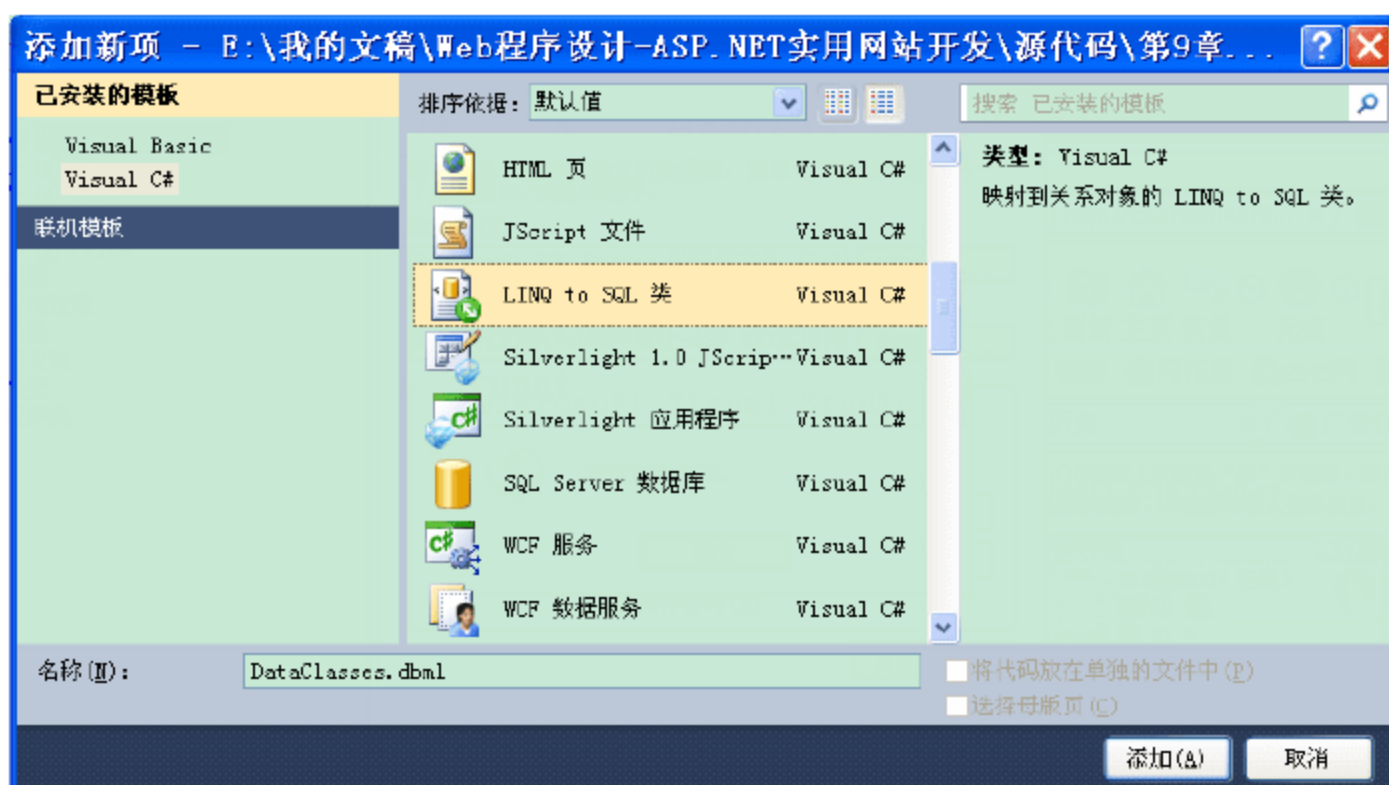 添加新项 - E:\我的文稿\Web程序设计-ASP.NET实用网站开发\源代码\第9章...
已安装的模板
Visual Basic
Visual C#
联机模板
排序依据: 默认值
搜索 已安装的模板
HTML 页 Visual C#
JScript 文件 Visual C#
LINQ to SQL 类 Visual C#
Silverlight 1.0 JScrip… Visual C#
Silverlight 应用程序 Visual C#
SQL Server 数据库 Visual C#
WCF 服务 Visual C#
WCF 数据服务 Visual C#
类型: Visual C#
映射到关系对象的 LINQ to SQL 类。
名称(N): DataClasses.dbml
将代码放在单独的文件中(P)
选择母版页(C)
添加(A) 取消